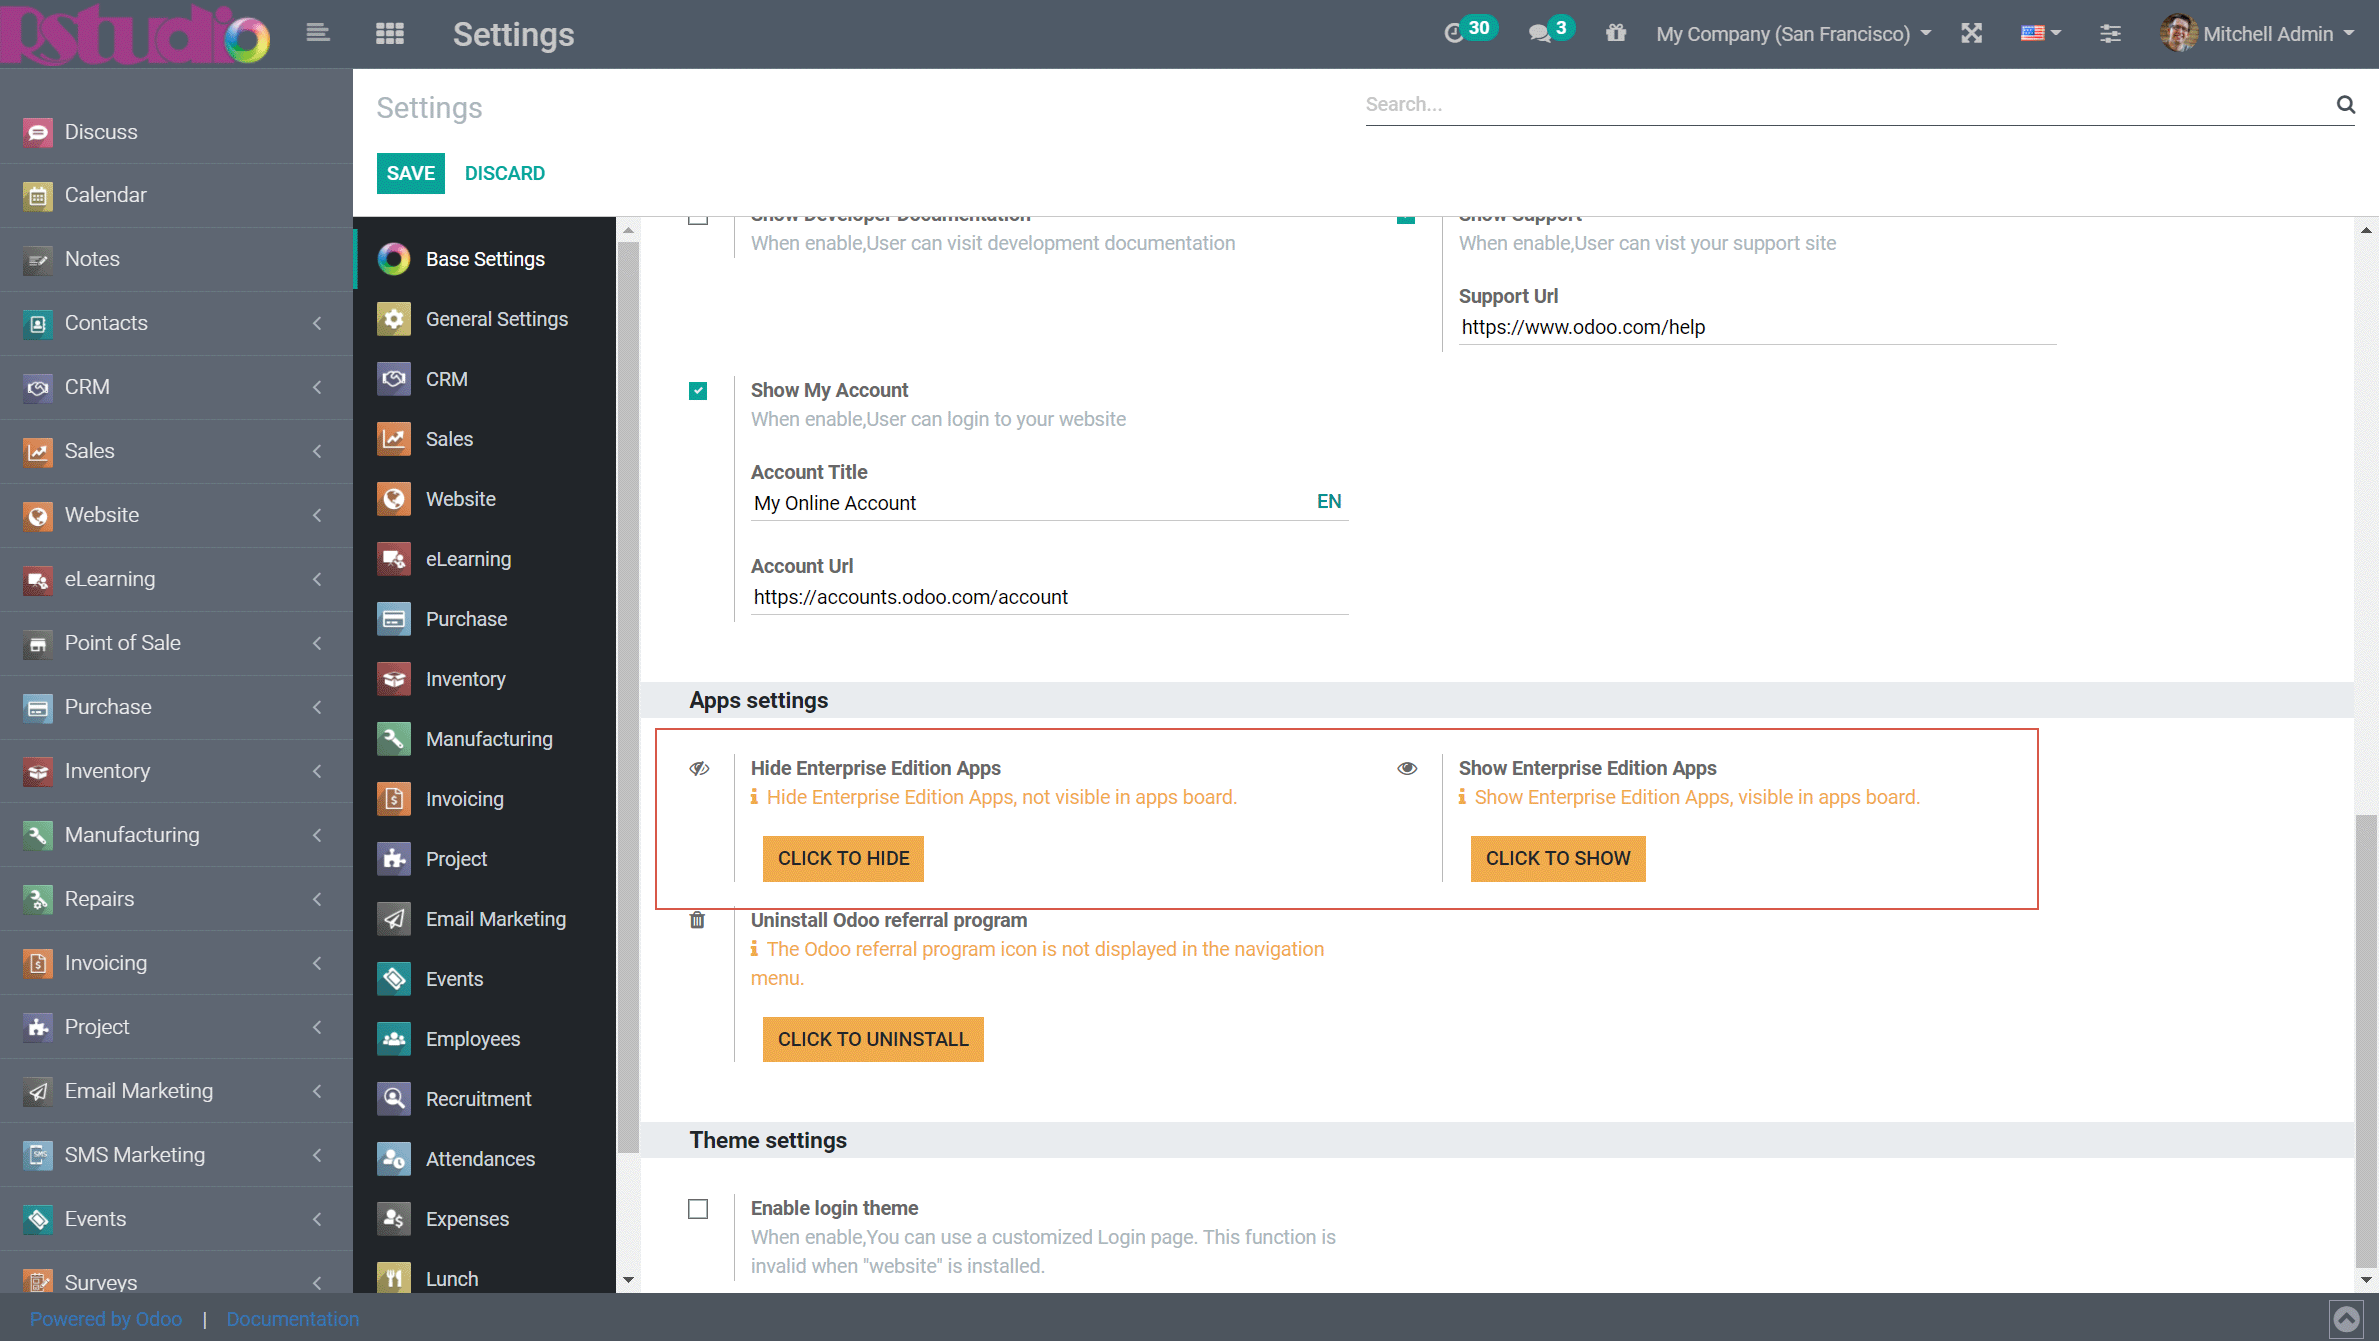 RStudio
Settings
30
3
My Company (San Francisco)
Mitchell Admin
Discuss
Calendar
Notes
Contacts
CRM
Sales
Website
eLearning
Point of Sale
Purchase
Inventory
Manufacturing
Repairs
Invoicing
Project
Email Marketing
SMS Marketing
Events
Surveys
Settings
Search...
SAVE
DISCARD
Base Settings
General Settings
CRM
Sales
Website
eLearning
Purchase
Inventory
Manufacturing
Invoicing
Project
Email Marketing
Events
Employees
Recruitment
Attendances
Expenses
Lunch
Show Developer Documentation
When enable,User can visit development documentation
Show Support
When enable,User can vist your support site
Support Url
https://www.odoo.com/help
Show My Account
When enable,User can login to your website
Account Title
My Online Account
EN
Account Url
https://accounts.odoo.com/account
Apps settings
Hide Enterprise Edition Apps
Hide Enterprise Edition Apps, not visible in apps board.
CLICK TO HIDE
Show Enterprise Edition Apps
Show Enterprise Edition Apps, visible in apps board.
CLICK TO SHOW
Uninstall Odoo referral program
The Odoo referral program icon is not displayed in the navigation
menu.
CLICK TO UNINSTALL
Theme settings
Enable login theme
When enable,You can use a customized Login page. This function is
invalid when "website" is installed.
Powered by Odoo | Documentation